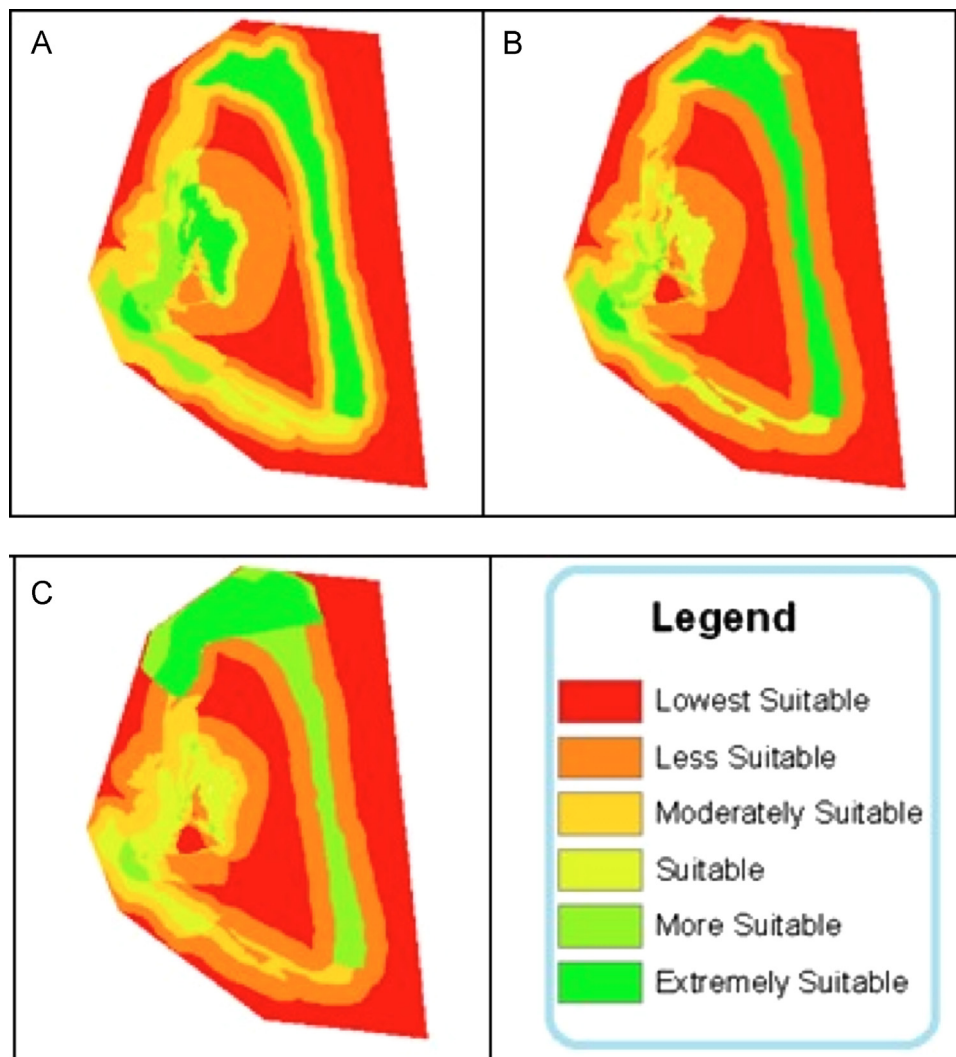 A
B
C
Legend
Lowest Suitable
Less Suitable
Moderately Suitable
Suitable
More Suitable
Extremely Suitable